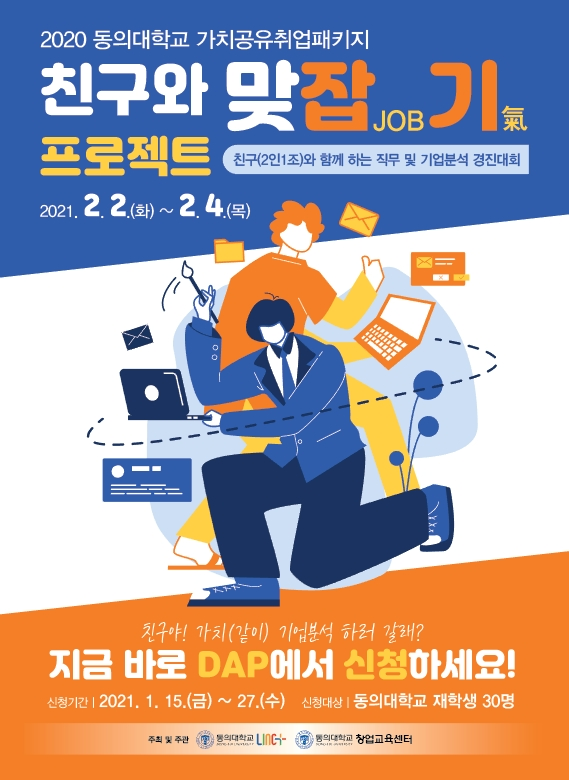 2020 동의대학교 가치공유취업패키지
친구와 맞잡JOB기氣
프로젝트 친구(2인1조)와 함께 하는 직무 및 기업분석 경진대회
2021. 2. 2.(화) ~ 2. 4.(목)
친구야! 가치(같이) 기업분석 하러 갈래?
지금 바로 DAP에서 신청하세요!
신청기간 | 2021. 1. 15.(금) ~ 27.(수) 신청대상 | 동의대학교 재학생 30명
주최 및 주관 동의대학교 LINC+ 동의대학교 창업교육센터